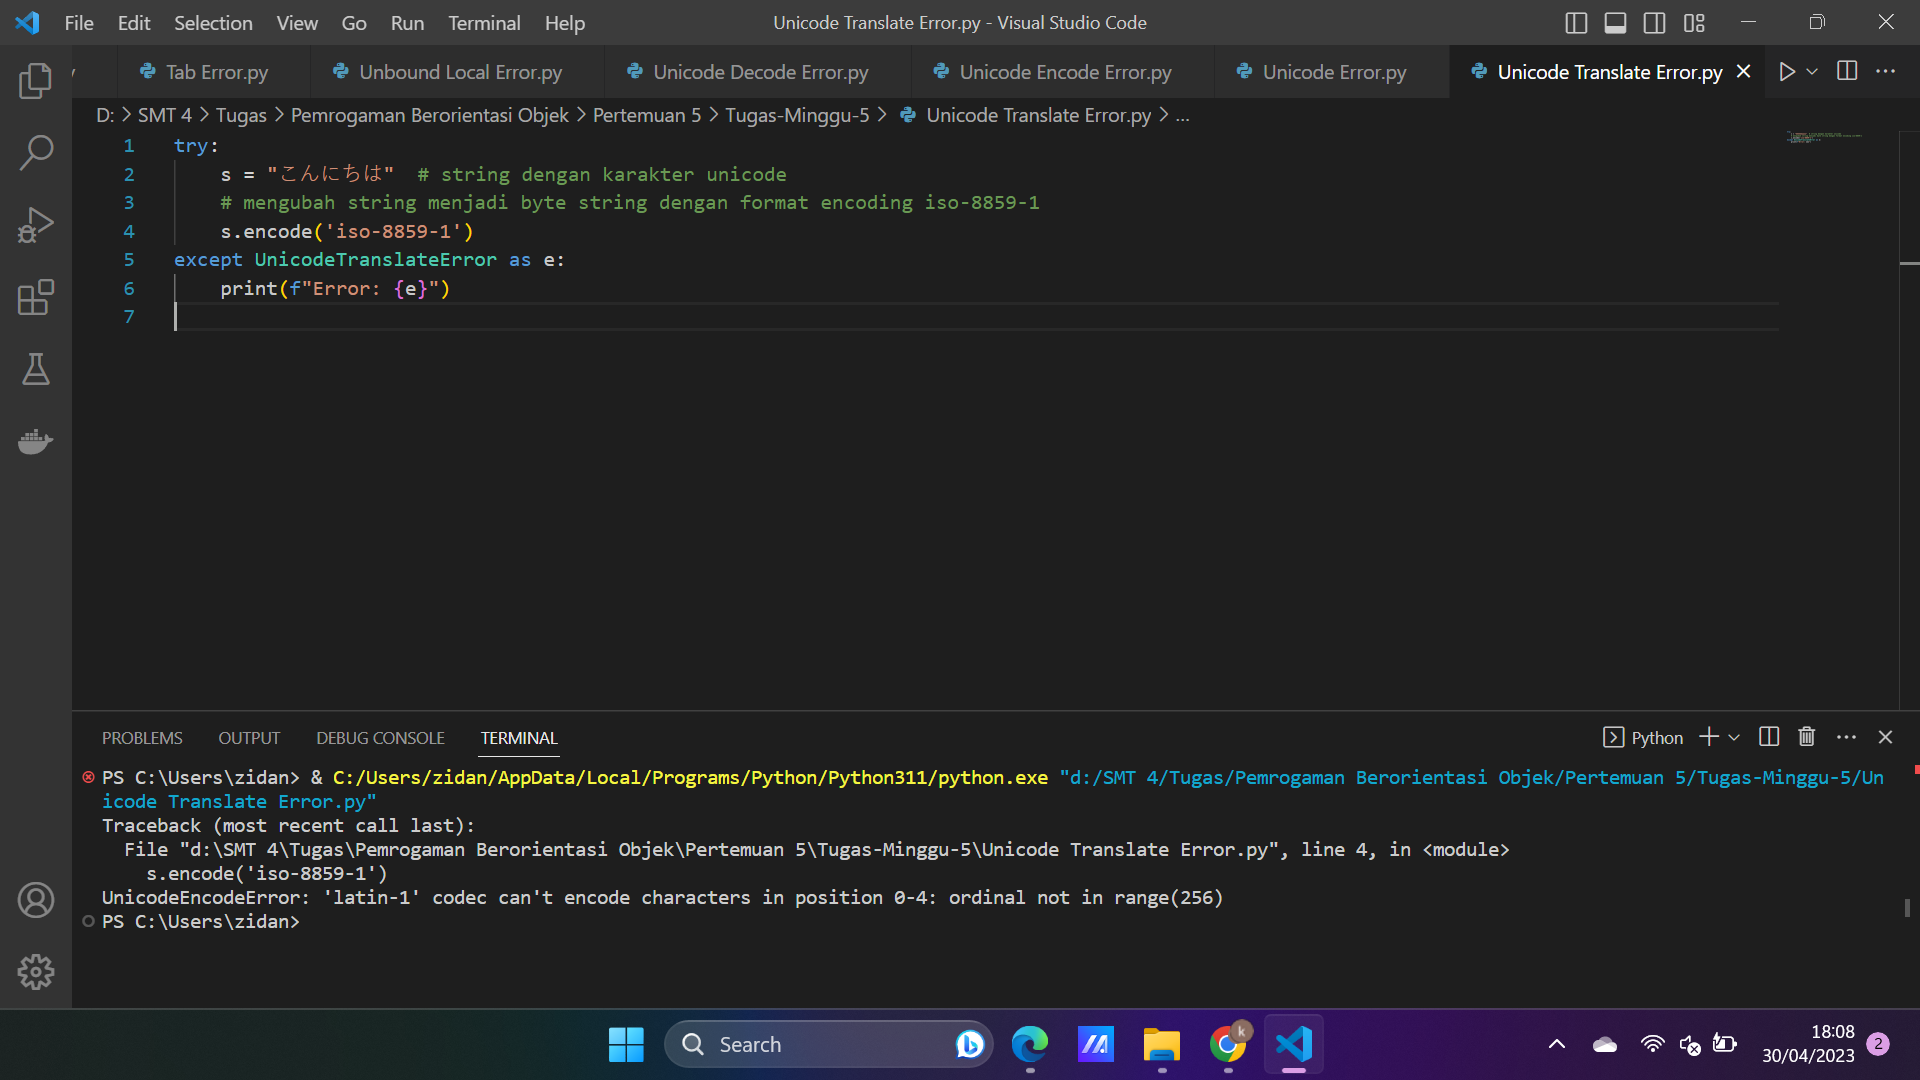 File Edit Selection View Go Run Terminal Help
Unicode Translate Error.py - Visual Studio Code
Tab Error.py Unbound Local Error.py Unicode Decode Error.py Unicode Encode Error.py Unicode Error.py Unicode Translate Error.py
D: > SMT 4 > Tugas > Pemrogaman Berorientasi Objek > Pertemuan 5 > Tugas-Minggu-5 > Unicode Translate Error.py > ...
1 try:
2     s = "こんにちは"  # string dengan karakter unicode
3     # mengubah string menjadi byte string dengan format encoding iso-8859-1
4     s.encode('iso-8859-1')
5 except UnicodeTranslateError as e:
6     print(f"Error: {e}")
7
PROBLEMS OUTPUT DEBUG CONSOLE TERMINAL
Python
PS C:\Users\zidan> & C:/Users/zidan/AppData/Local/Programs/Python/Python311/python.exe "d:/SMT 4/Tugas/Pemrogaman Berorientasi Objek/Pertemuan 5/Tugas-Minggu-5/Un
icode Translate Error.py"
Traceback (most recent call last):
  File "d:\SMT 4\Tugas\Pemrogaman Berorientasi Objek\Pertemuan 5\Tugas-Minggu-5\Unicode Translate Error.py", line 4, in <module>
    s.encode('iso-8859-1')
UnicodeEncodeError: 'latin-1' codec can't encode characters in position 0-4: ordinal not in range(256)
PS C:\Users\zidan>
Search
k
18:08
30/04/2023
2